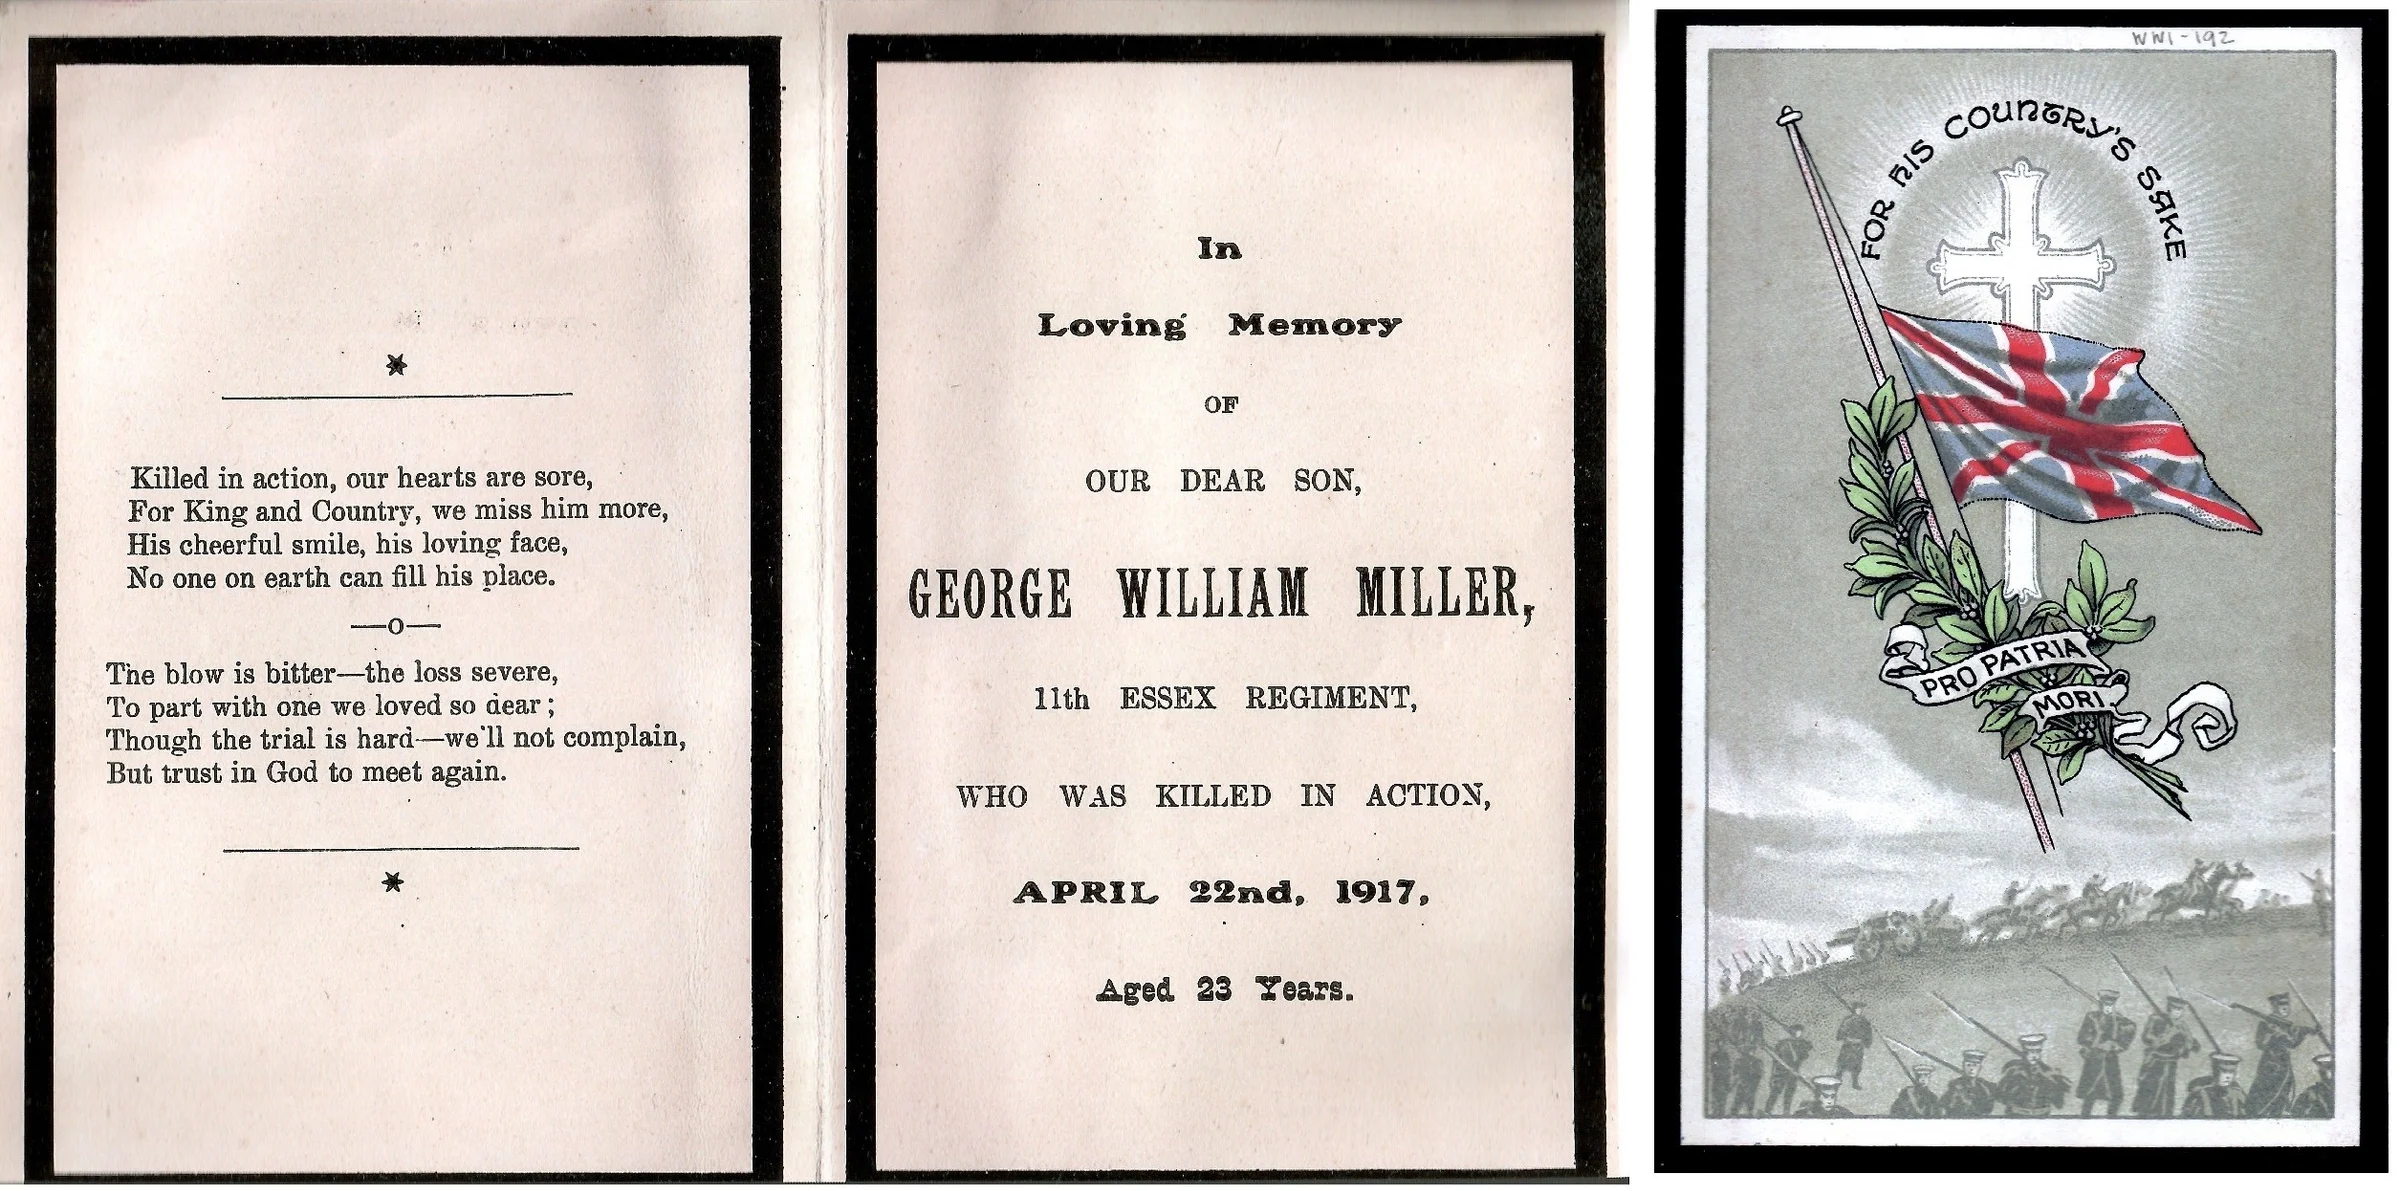 Killed in action, our hearts are sore,
For King and Country, we miss him more,
His cheerful smile, his loving face,
No one on earth can fill his place.
—o—
The blow is bitter—the loss severe,
To part with one we loved so dear;
Though the trial is hard—we'll not complain,
But trust in God to meet again.
In
Loving Memory
OF
OUR DEAR SON,
GEORGE WILLIAM MILLER,
11th ESSEX REGIMENT,
WHO WAS KILLED IN ACTION,
APRIL 22nd, 1917,
Aged 23 Years.
WW1-192
FOR HIS COUNTRY'S SAKE
PRO PATRIA
MORI